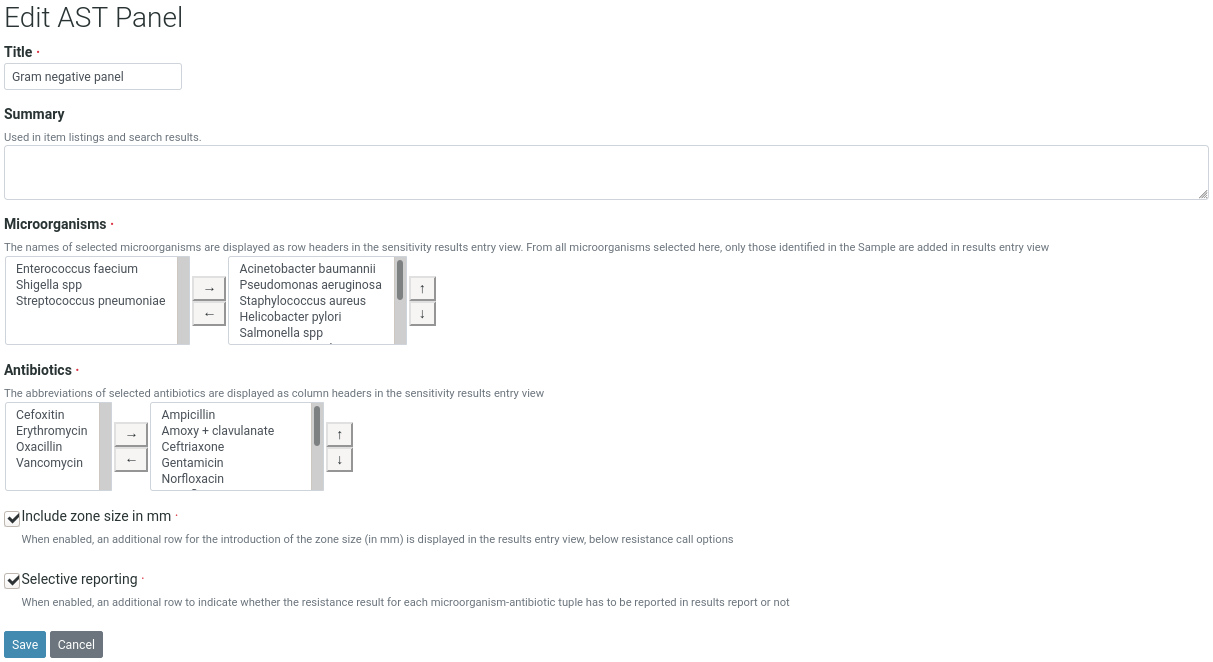 Edit AST Panel
Title ·
Gram negative panel
Summary
Used in item listings and search results.
Microorganisms ·
The names of selected microorganisms are displayed as row headers in the sensitivity results entry view. From all microorganisms selected here, only those identified in the Sample are added in results entry view
Enterococcus faecium
Shigella spp
Streptococcus pneumoniae
→
←
Acinetobacter baumannii
Pseudomonas aeruginosa
Staphylococcus aureus
Helicobacter pylori
Salmonella spp
↑
↓
Antibiotics ·
The abbreviations of selected antibiotics are displayed as column headers in the sensitivity results entry view
Cefoxitin
Erythromycin
Oxacillin
Vancomycin
→
←
Ampicillin
Amoxy + clavulanate
Ceftriaxone
Gentamicin
Norfloxacin
↑
↓
Include zone size in mm ·
When enabled, an additional row for the introduction of the zone size (in mm) is displayed in the results entry view, below resistance call options
Selective reporting ·
When enabled, an additional row to indicate whether the resistance result for each microorganism-antibiotic tuple has to be reported in results report or not
Save Cancel